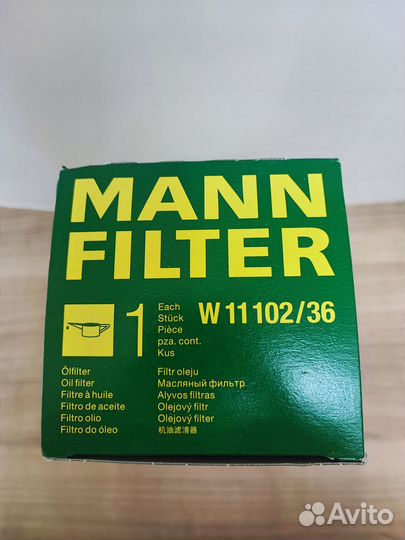 MANN
FILTER
1
Each
Stück
Pièce
pza. cont.
Kus
W 11 102/36
Ölfilter
Oil filter
Filtre à huile
Filtro de aceite
Filtro olio
Filtro do óleo
Filtr oleju
Масляный фильтр
Alyvos filtras
Olejový filtr
Olejový filter
机油滤清器
Avito